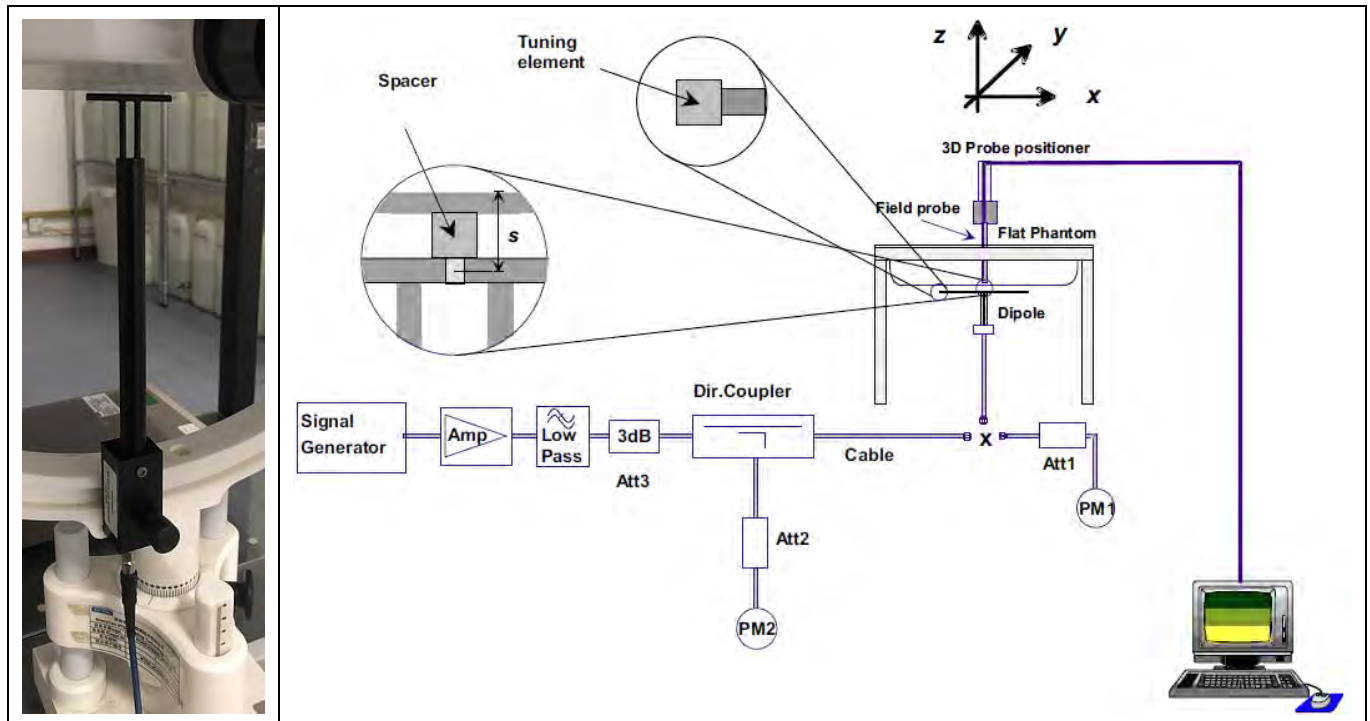 Tuning
element
Spacer
s
z
y
x
3D Probe positioner
Field probe
Flat Phantom
Dipole
Dir.Coupler
Signal
Generator
Amp
Low
Pass
3dB
Att3
Cable
x
Att1
PM1
Att2
PM2